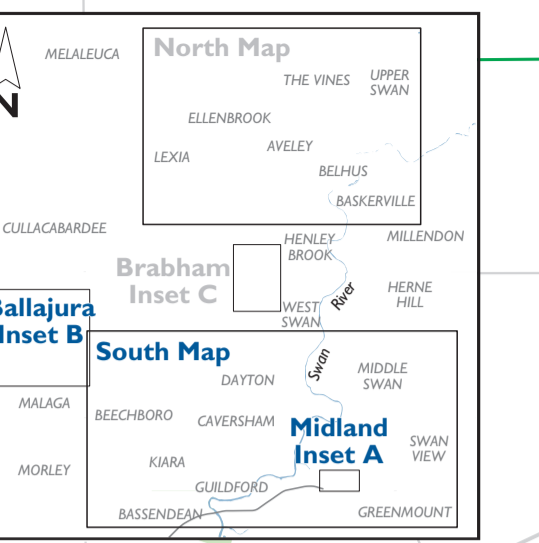 North Map
MELALEUCA
THE VINES
UPPER
SWAN
N
ELLENBROOK
AVELEY
LEXIA
BELHUS
BASKERVILLE
CULLACABARDEE
HENLEY
BROOK
MILLENDON
Brabham
Inset C
River
HERNE
HILL
WEST
SWAN
Ballajura
Inset B
South Map
Swan
DAYTON
MIDDLE
SWAN
MALAGA
BEECHBORO
CAVERSHAM
Midland
Inset A
SWAN
VIEW
KIARA
MORLEY
GUILDFORD
BASSENDEAN
GREENMOUNT